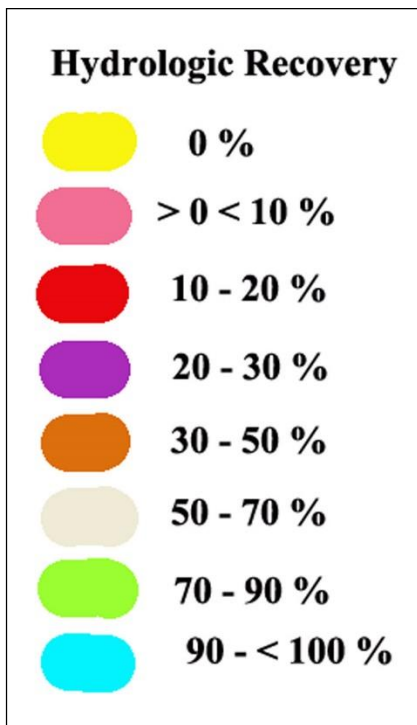 Hydrologic Recovery
0 %
> 0 < 10 %
10 - 20 %
20 - 30 %
30 - 50 %
50 - 70 %
70 - 90 %
90 - < 100 %